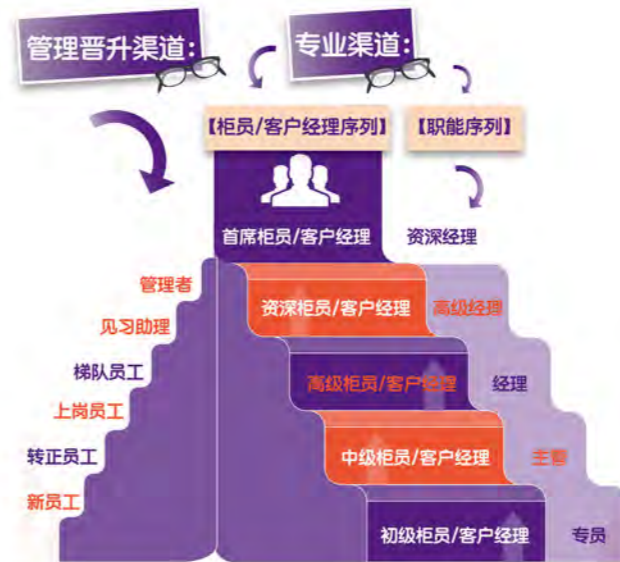 管理晋升渠道:
专业渠道:
【柜员/客户经理序列】
【职能序列】
首席柜员/客户经理
资深经理
管理者
资深柜员/客户经理
高级经理
见习助理
梯队员工
高级柜员/客户经理
经理
上岗员工
转正员工
中级柜员/客户经理
主管
新员工
初级柜员/客户经理
专员